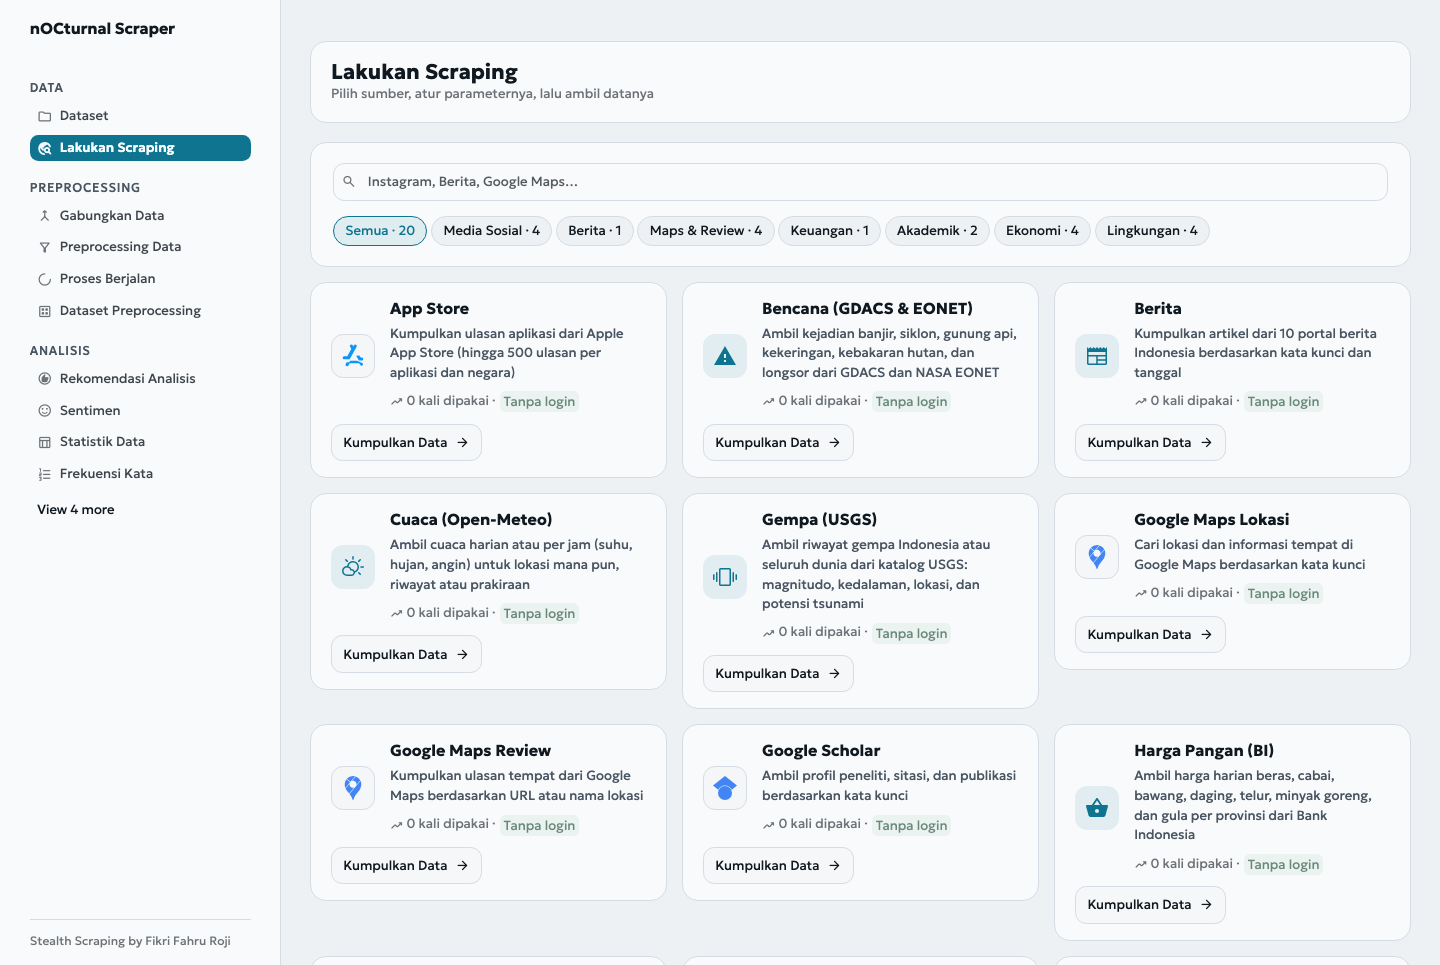 nOCturnal Scraper
DATA
Dataset
Lakukan Scraping
PREPROCESSING
Gabungkan Data
Preprocessing Data
Proses Berjalan
Dataset Preprocessing
ANALISIS
Rekomendasi Analisis
Sentimen
Statistik Data
Frekuensi Kata
View 4 more
Stealth Scraping by Fikri Fahru Roji
Lakukan Scraping
Pilih sumber, atur parameternya, lalu ambil datanya
Instagram, Berita, Google Maps...
Semua · 20
Media Sosial · 4
Berita · 1
Maps & Review · 4
Keuangan · 1
Akademik · 2
Ekonomi · 4
Lingkungan · 4
App Store
Kumpulkan ulasan aplikasi dari Apple
App Store (hingga 500 ulasan per
aplikasi dan negara)
0 kali dipakai · Tanpa login
Kumpulkan Data
Bencana (GDACS & EONET)
Ambil kejadian banjir, siklon, gunung api,
kekeringan, kebakaran hutan, dan
longsor dari GDACS dan NASA EONET
0 kali dipakai · Tanpa login
Kumpulkan Data
Berita
Kumpulkan artikel dari 10 portal berita
Indonesia berdasarkan kata kunci dan
tanggal
0 kali dipakai · Tanpa login
Kumpulkan Data
Cuaca (Open-Meteo)
Ambil cuaca harian atau per jam (suhu,
hujan, angin) untuk lokasi mana pun,
riwayat atau prakiraan
0 kali dipakai · Tanpa login
Kumpulkan Data
Gempa (USGS)
Ambil riwayat gempa Indonesia atau
seluruh dunia dari katalog USGS:
magnitudo, kedalaman, lokasi, dan
potensi tsunami
0 kali dipakai · Tanpa login
Kumpulkan Data
Google Maps Lokasi
Cari lokasi dan informasi tempat di
Google Maps berdasarkan kata kunci
0 kali dipakai · Tanpa login
Kumpulkan Data
Google Maps Review
Kumpulkan ulasan tempat dari Google
Maps berdasarkan URL atau nama lokasi
0 kali dipakai · Tanpa login
Kumpulkan Data
Google Scholar
Ambil profil peneliti, sitasi, dan publikasi
berdasarkan kata kunci
0 kali dipakai · Tanpa login
Kumpulkan Data
Harga Pangan (BI)
Ambil harga harian beras, cabai,
bawang, daging, telur, minyak goreng,
dan gula per provinsi dari Bank
Indonesia
0 kali dipakai · Tanpa login
Kumpulkan Data